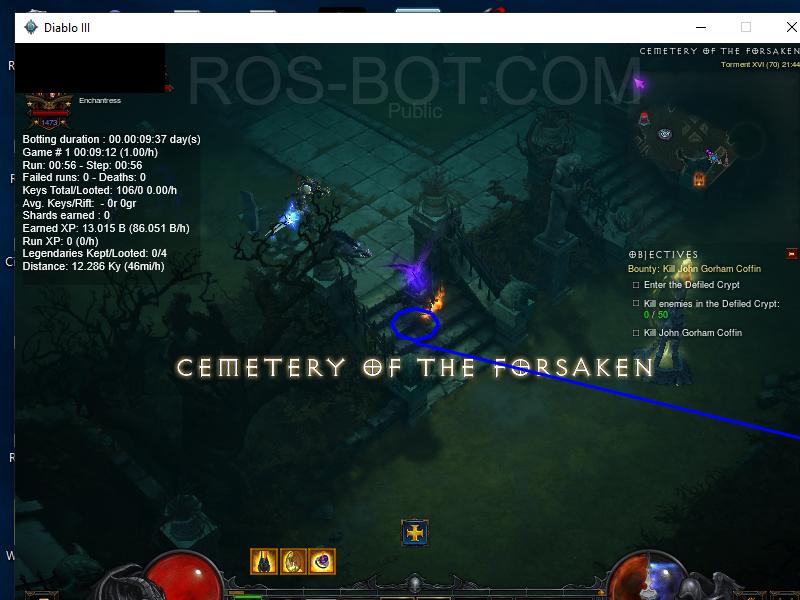 Diablo III
CEMETERY OF THE FORSAKEN
Torment XVI (70) 21:44
ROS-BOT.COM
Public
Enchantress
1473
Botting duration : 00.00:09:37 day(s)
Game # 1 00:09:12 (1.00/h)
Run: 00:56 - Step: 00:56
Failed runs: 0 - Deaths: 0
Keys Total/Looted: 106/0 0.00/h
Avg. Keys/Rift: - 0r 0gr
Shards earned : 0
Earned XP: 13.015 B (86.051 B/h)
Run XP: 0 (0/h)
Legendaries Kept/Looted: 0/4
Distance: 12.286 Ky (46mi/h)
OBJECTIVES
Bounty: Kill John Gorham Coffin
Enter the Defiled Crypt
Kill enemies in the Defiled Crypt:
0 / 50
Kill John Gorham Coffin
CEMETERY OF THE FORSAKEN